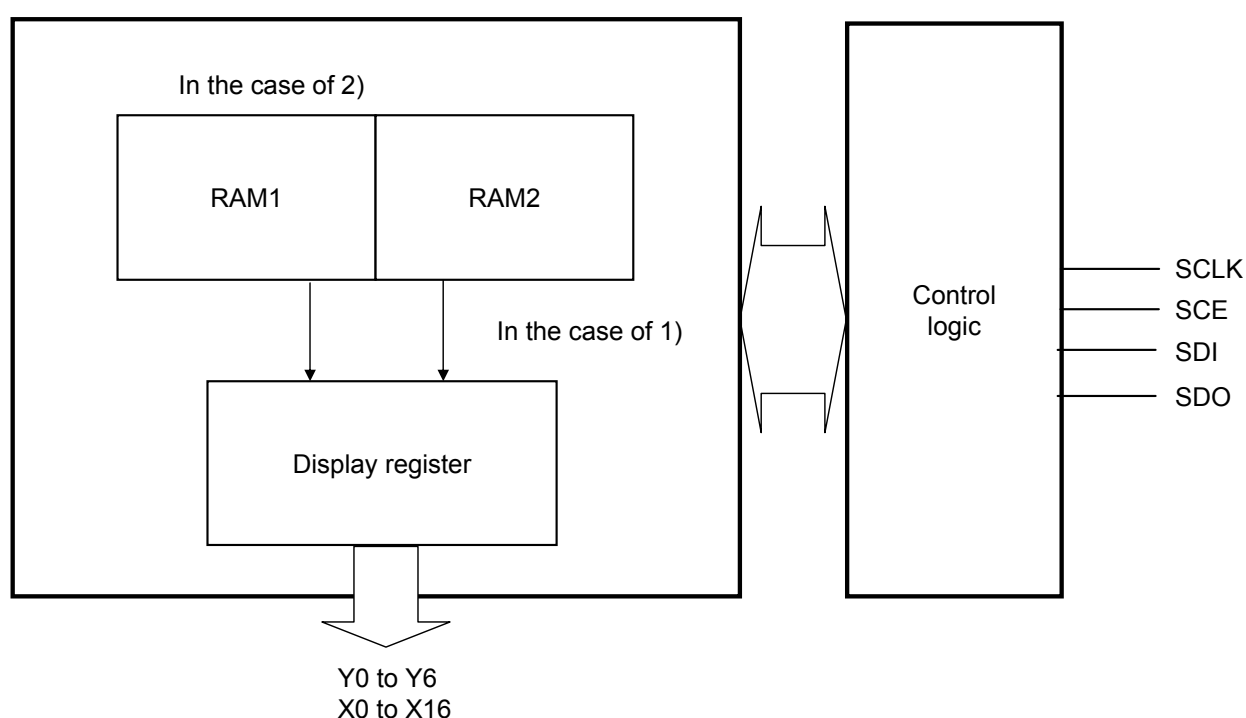 In the case of 2)
RAM1
RAM2
In the case of 1)
Display register
Y0 to Y6
X0 to X16
Control
logic
SCLK
SCE
SDI
SDO